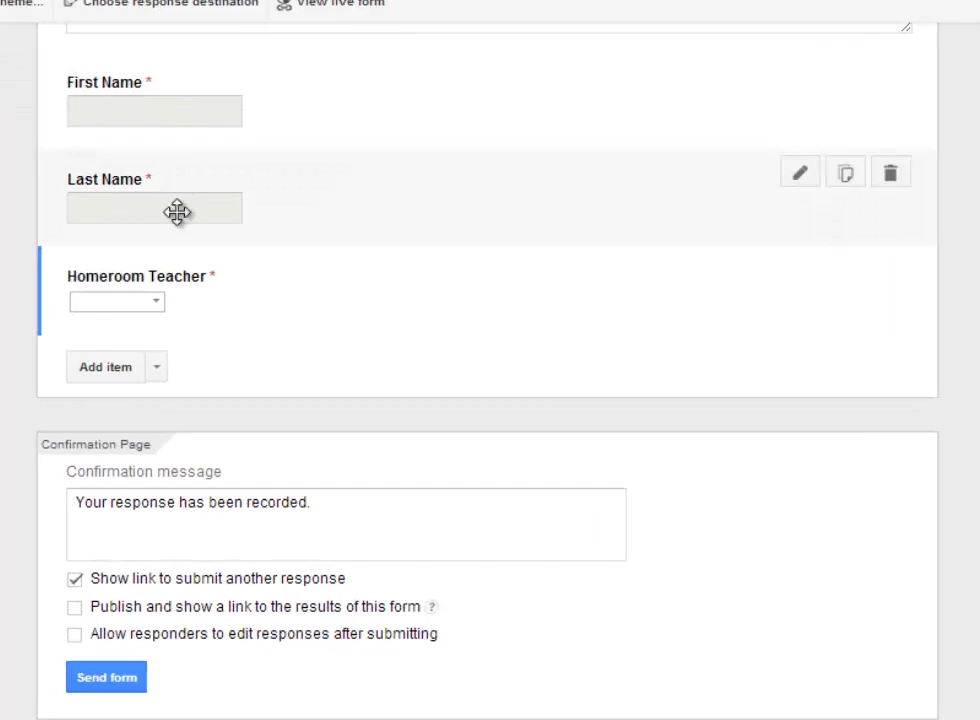 heme... Choose response destination View live form
First Name *
Last Name *
Homeroom Teacher *
Add item
Confirmation Page
Confirmation message
Your response has been recorded.
Show link to submit another response
Publish and show a link to the results of this form ?
Allow responders to edit responses after submitting
Send form